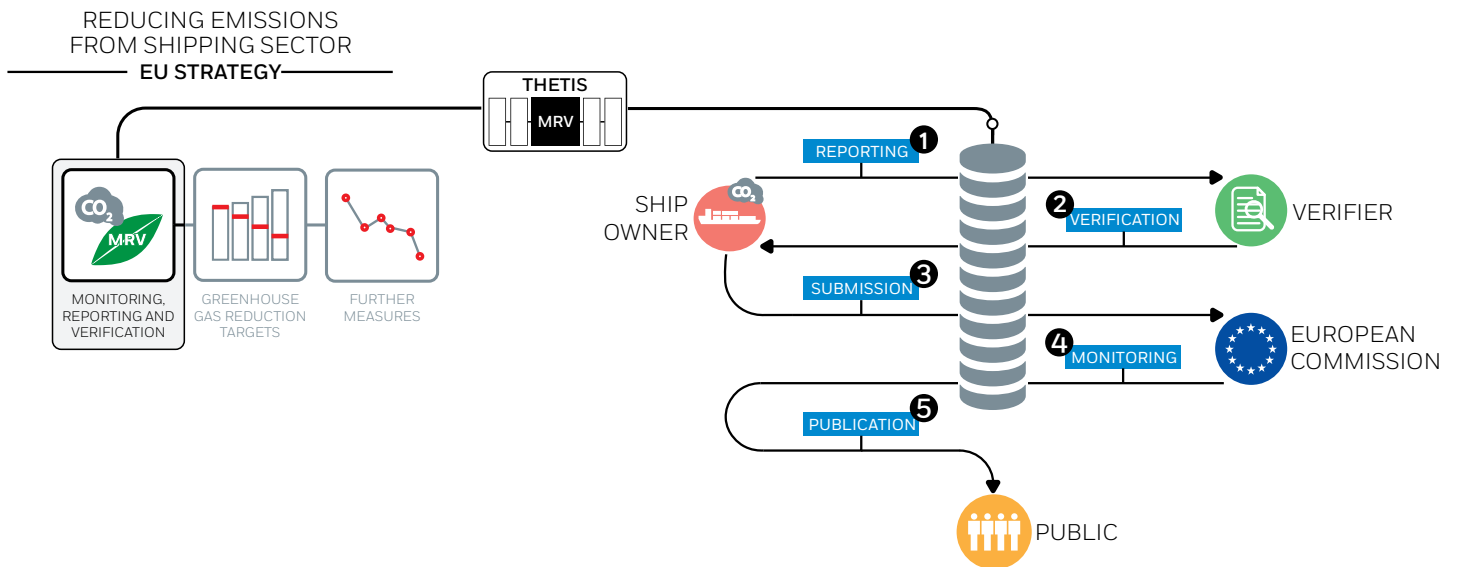 REDUCING EMISSIONS
FROM SHIPPING SECTOR
EU STRATEGY
THETIS
MRV
CO2
MRV
MONITORING,
REPORTING AND
VERIFICATION
GREENHOUSE
GAS REDUCTION
TARGETS
FURTHER
MEASURES
1
REPORTING
CO2
SHIP
OWNER
2
VERIFICATION
VERIFIER
3
SUBMISSION
4
MONITORING
EUROPEAN
COMMISSION
5
PUBLICATION
PUBLIC